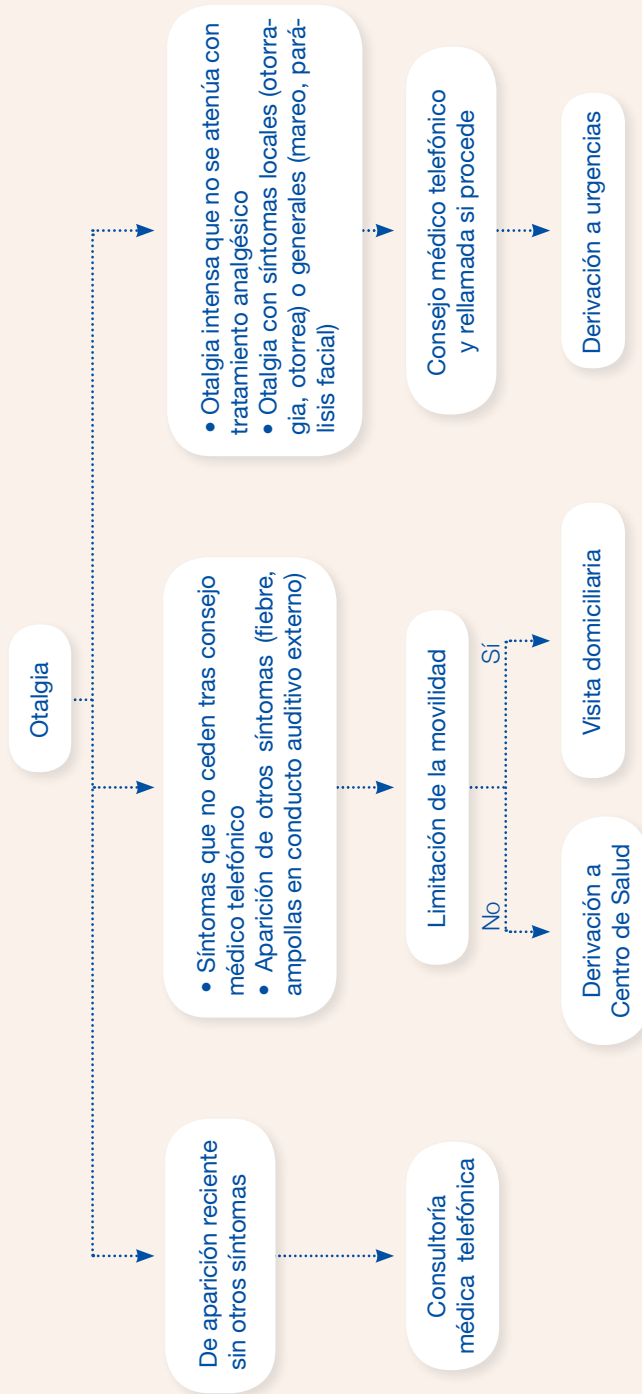 Otalgia
De aparición reciente
sin otros síntomas
Consultoría
médica telefónica
• Síntomas que no ceden tras consejo
médico telefónico
• Aparición de otros síntomas (fiebre,
ampollas en conducto auditivo externo)
Limitación de la movilidad
No
Sí
Derivación a
Centro de Salud
Visita domiciliaria
• Otalgia intensa que no se atenúa con
tratamiento analgésico
• Otalgia con síntomas locales (otorra-
gia, otorrea) o generales (mareo, pará-
lisis facial)
Consejo médico telefónico
y rellamada si procede
Derivación a urgencias